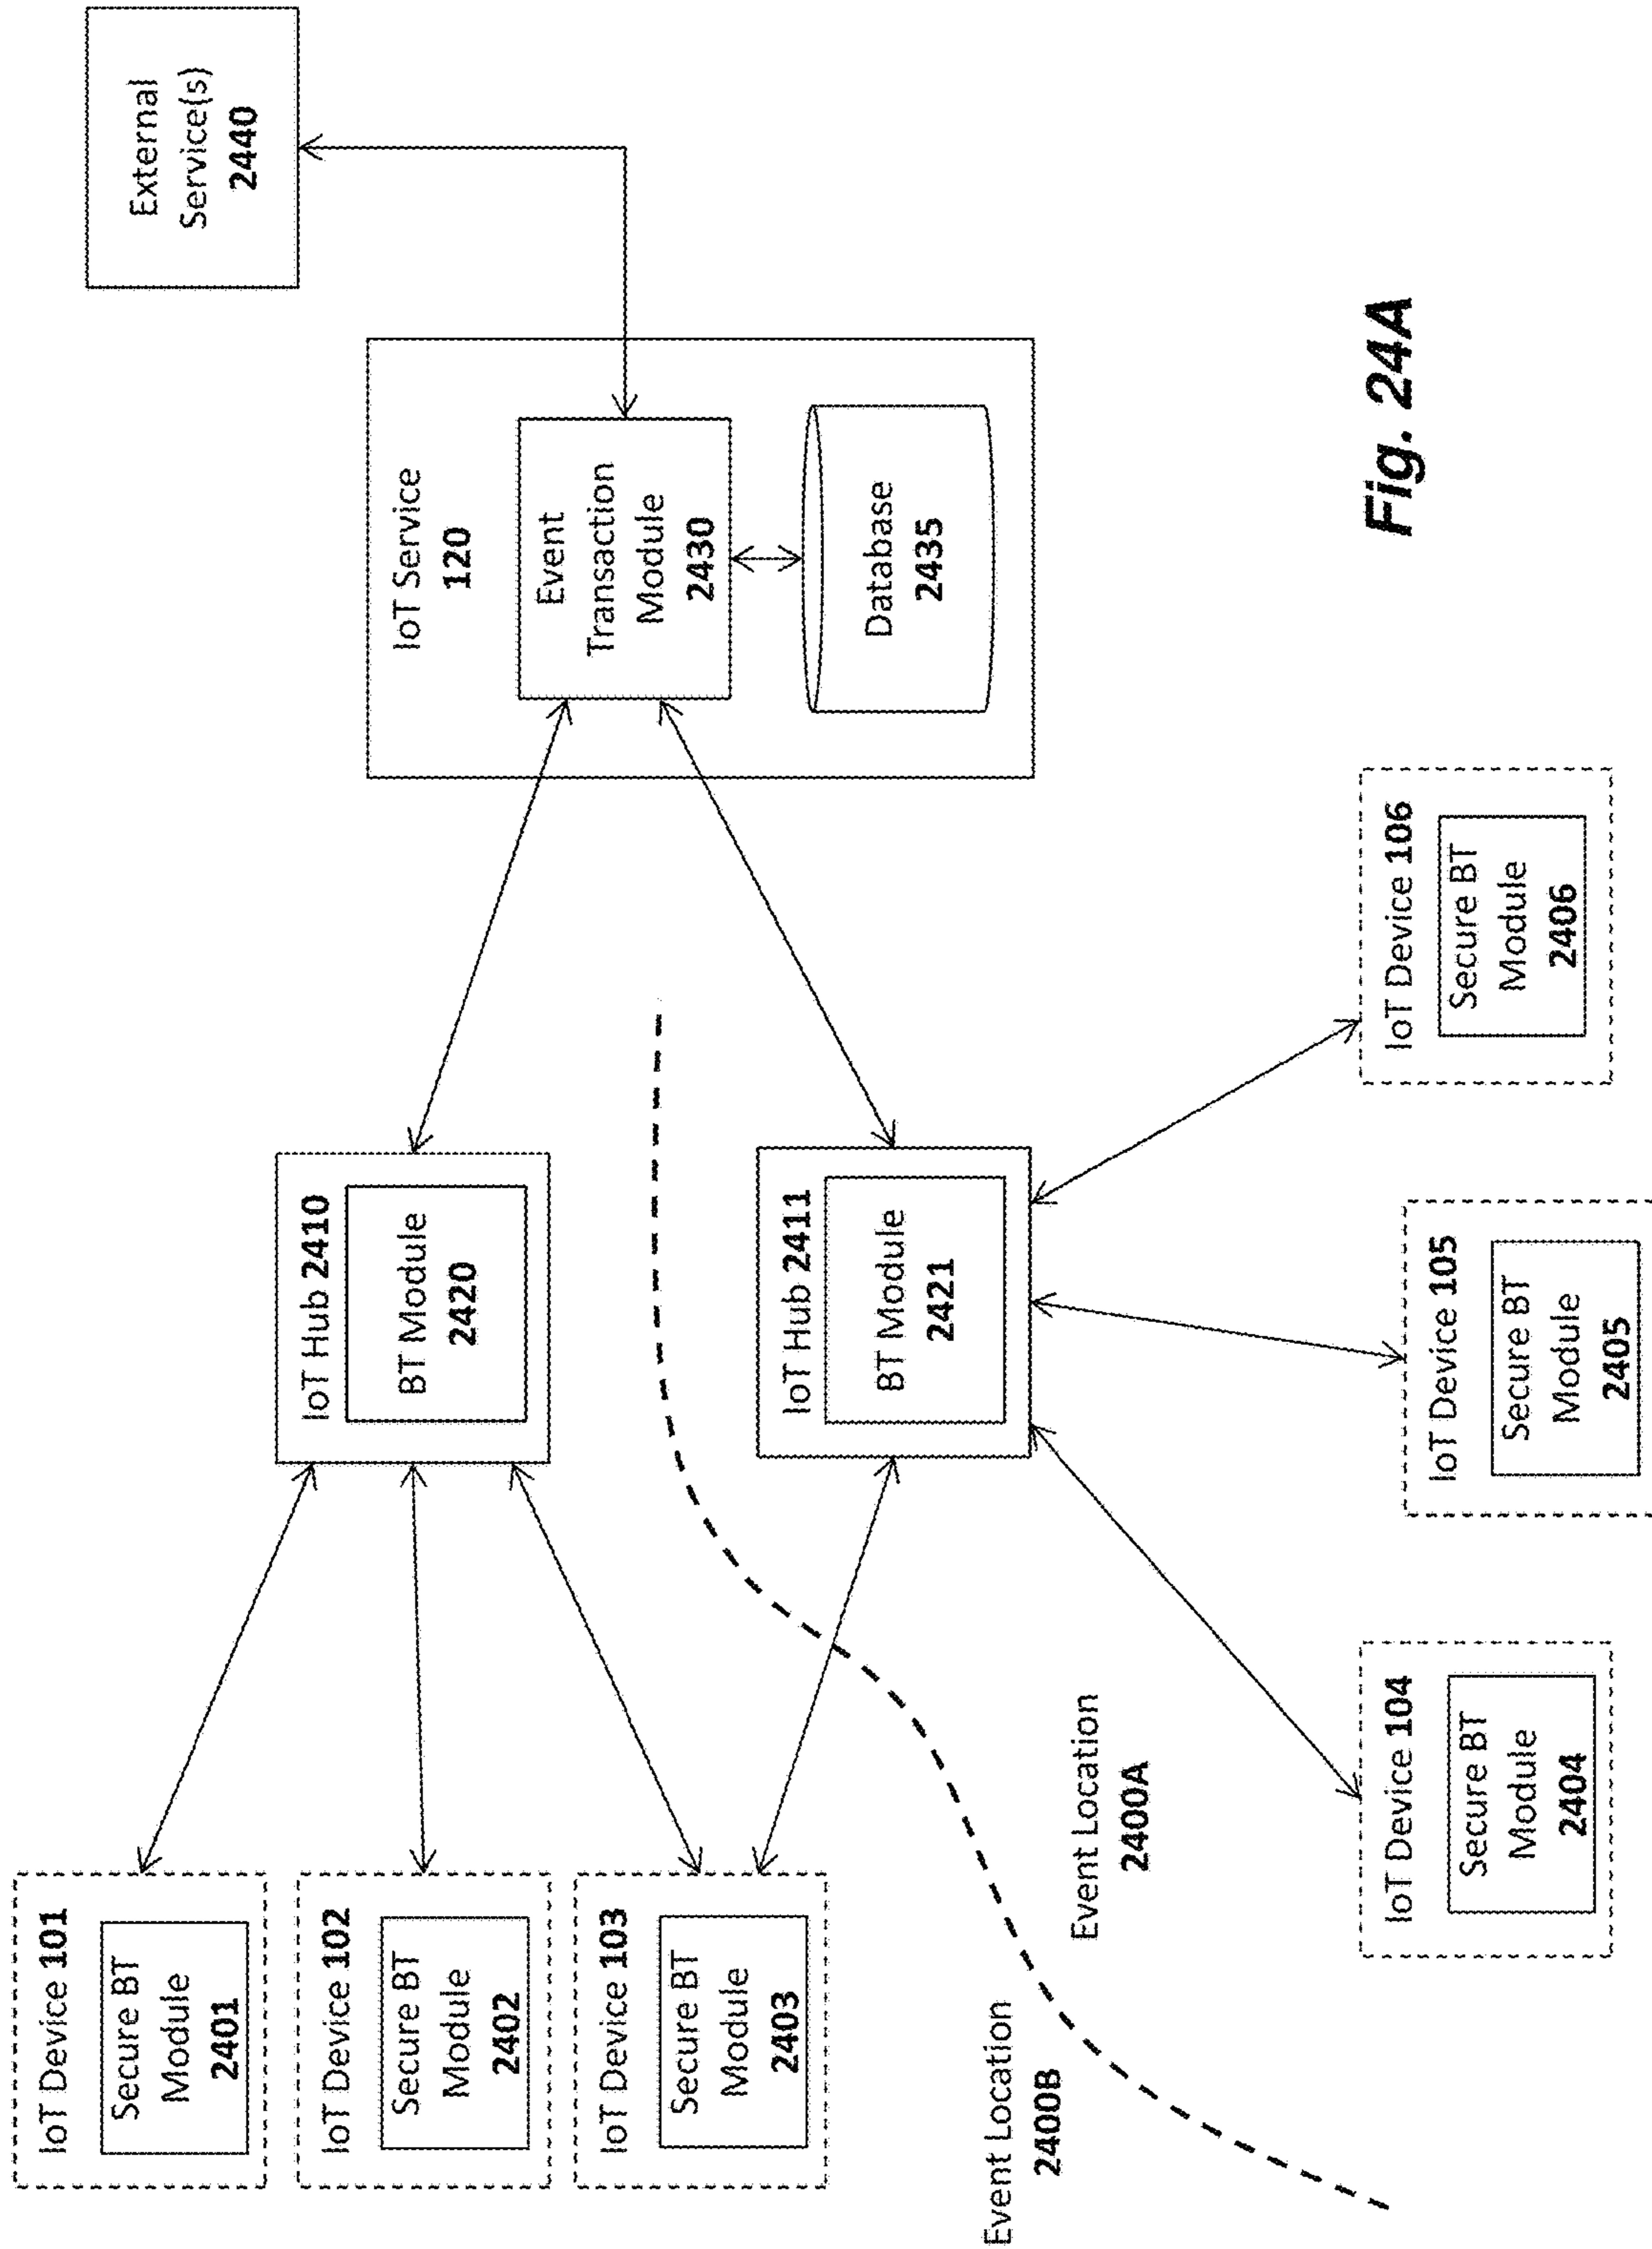 IoT Device 101
Secure BT
Module
2401
IoT Device 102
Secure BT
Module
2402
IoT Device 103
Secure BT
Module
2403
Event Location
2400B
Event Location
2400A
IoT Hub 2410
BT Module
2420
IoT Hub 2411
BT Module
2421
IoT Device 104
Secure BT
Module
2404
IoT Device 105
Secure BT
Module
2405
IoT Device 106
Secure BT
Module
2406
IoT Service
120
Event
Transaction
Module
2430
Database
2435
External
Service(s)
2440
Fig. 24A